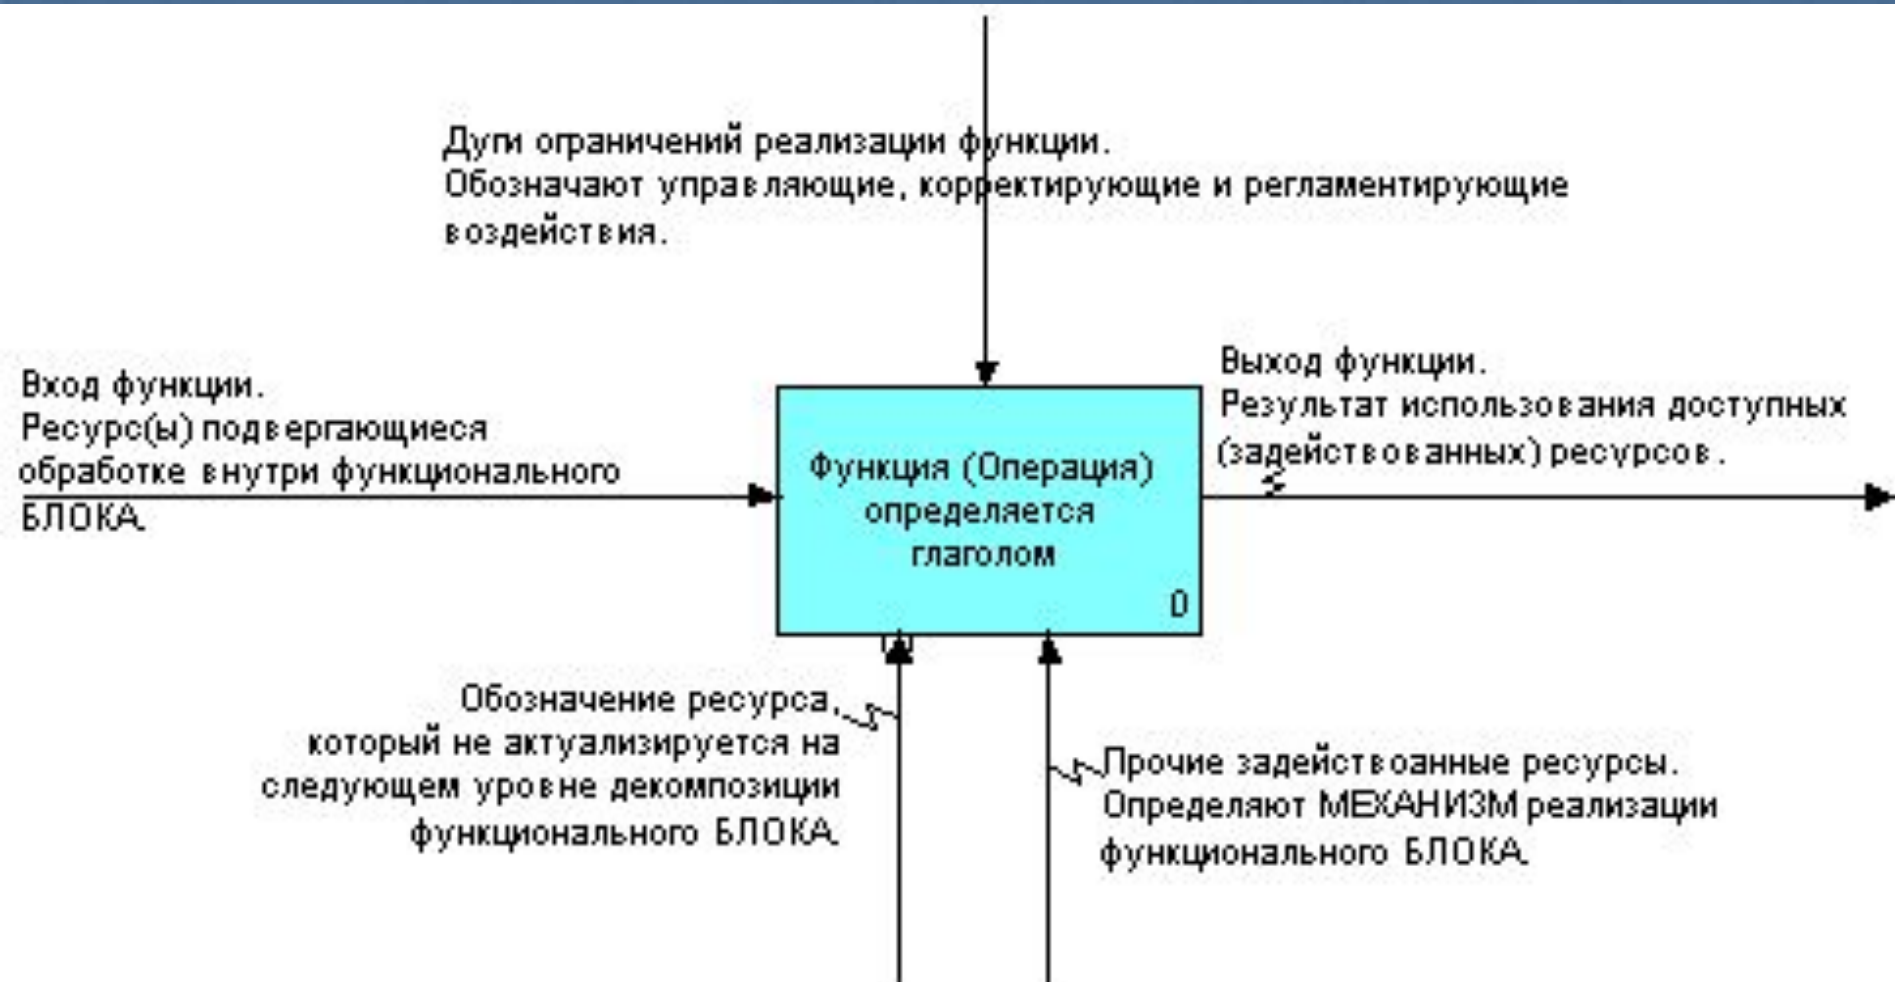 Дуги ограничений реализации функции.
Обозначают управляющие, корректирующие и регламентирующие
воздействия.
Вход функции.
Ресурс(ы) подвергающиеся
обработке внутри функционального
БЛОКА.
Выход функции.
Результат использования доступных
(задействованных) ресурсов.
Функция (Операция)
определяется
глаголом
0
Обозначение ресурса,
который не актуализируется на
следующем уровне декомпозиции
функционального БЛОКА.
Прочие задействоанные ресурсы.
Определяют МЕХАНИЗМ реализации
функционального БЛОКА.